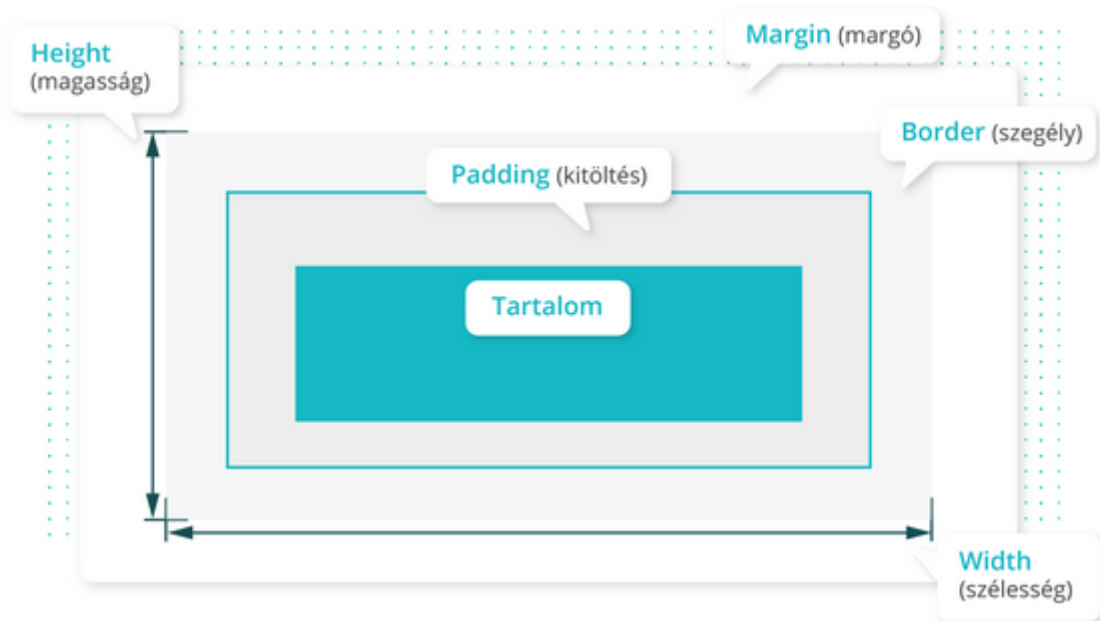 Height
(magasság)
Margin (margó)
Border (szegély)
Padding (kitöltés)
Tartalom
Width
(szélesség)